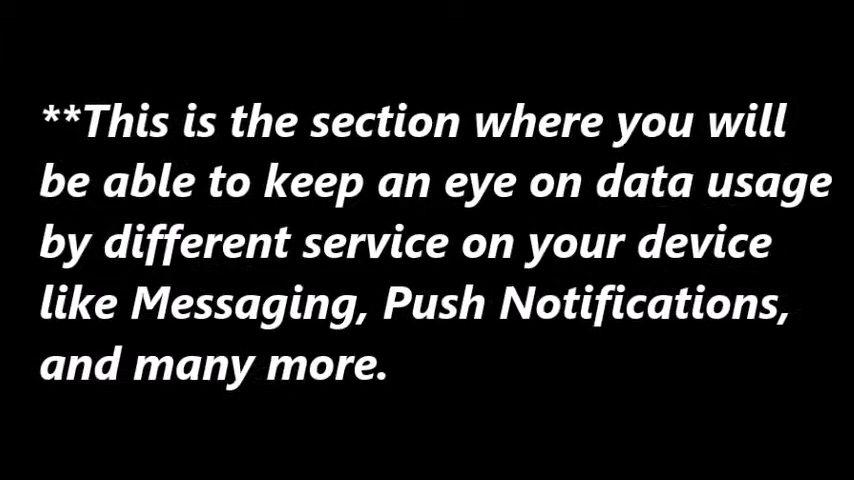 **This is the section where you will
be able to keep an eye on data usage
by different service on your device
like Messaging, Push Notifications,
and many more.